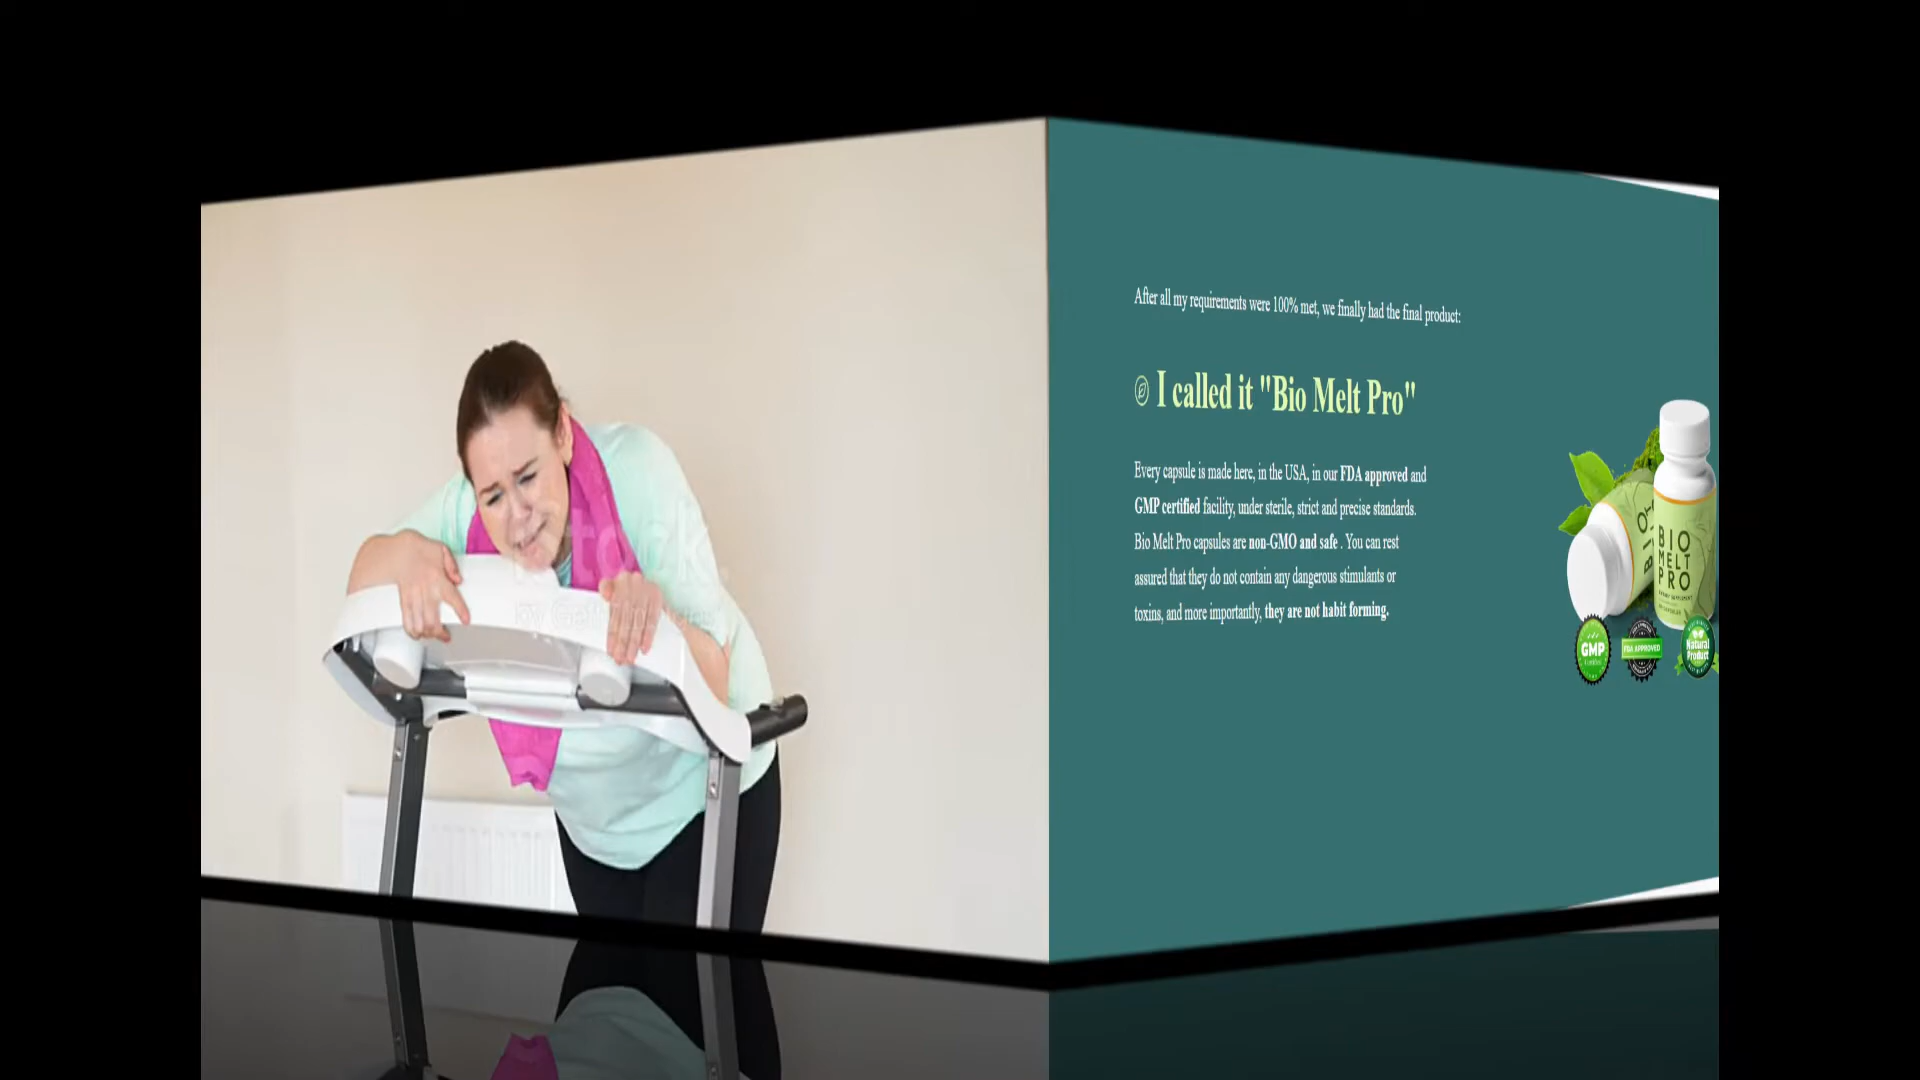 After all my requirements were 100% met, we finally had the final product:
I called it "Bio Melt Pro"
Every capsule is made here, in the USA, in our FDA approved and
GMP certified facility, under sterile, strict and precise standards.
Bio Melt Pro capsules are non-GMO and safe . You can rest
assured that they do not contain any dangerous stimulants or
toxins, and more importantly, they are not habit forming.
BIO
MELT
PRO
GMP
FDA APPROVED
Natural
Product